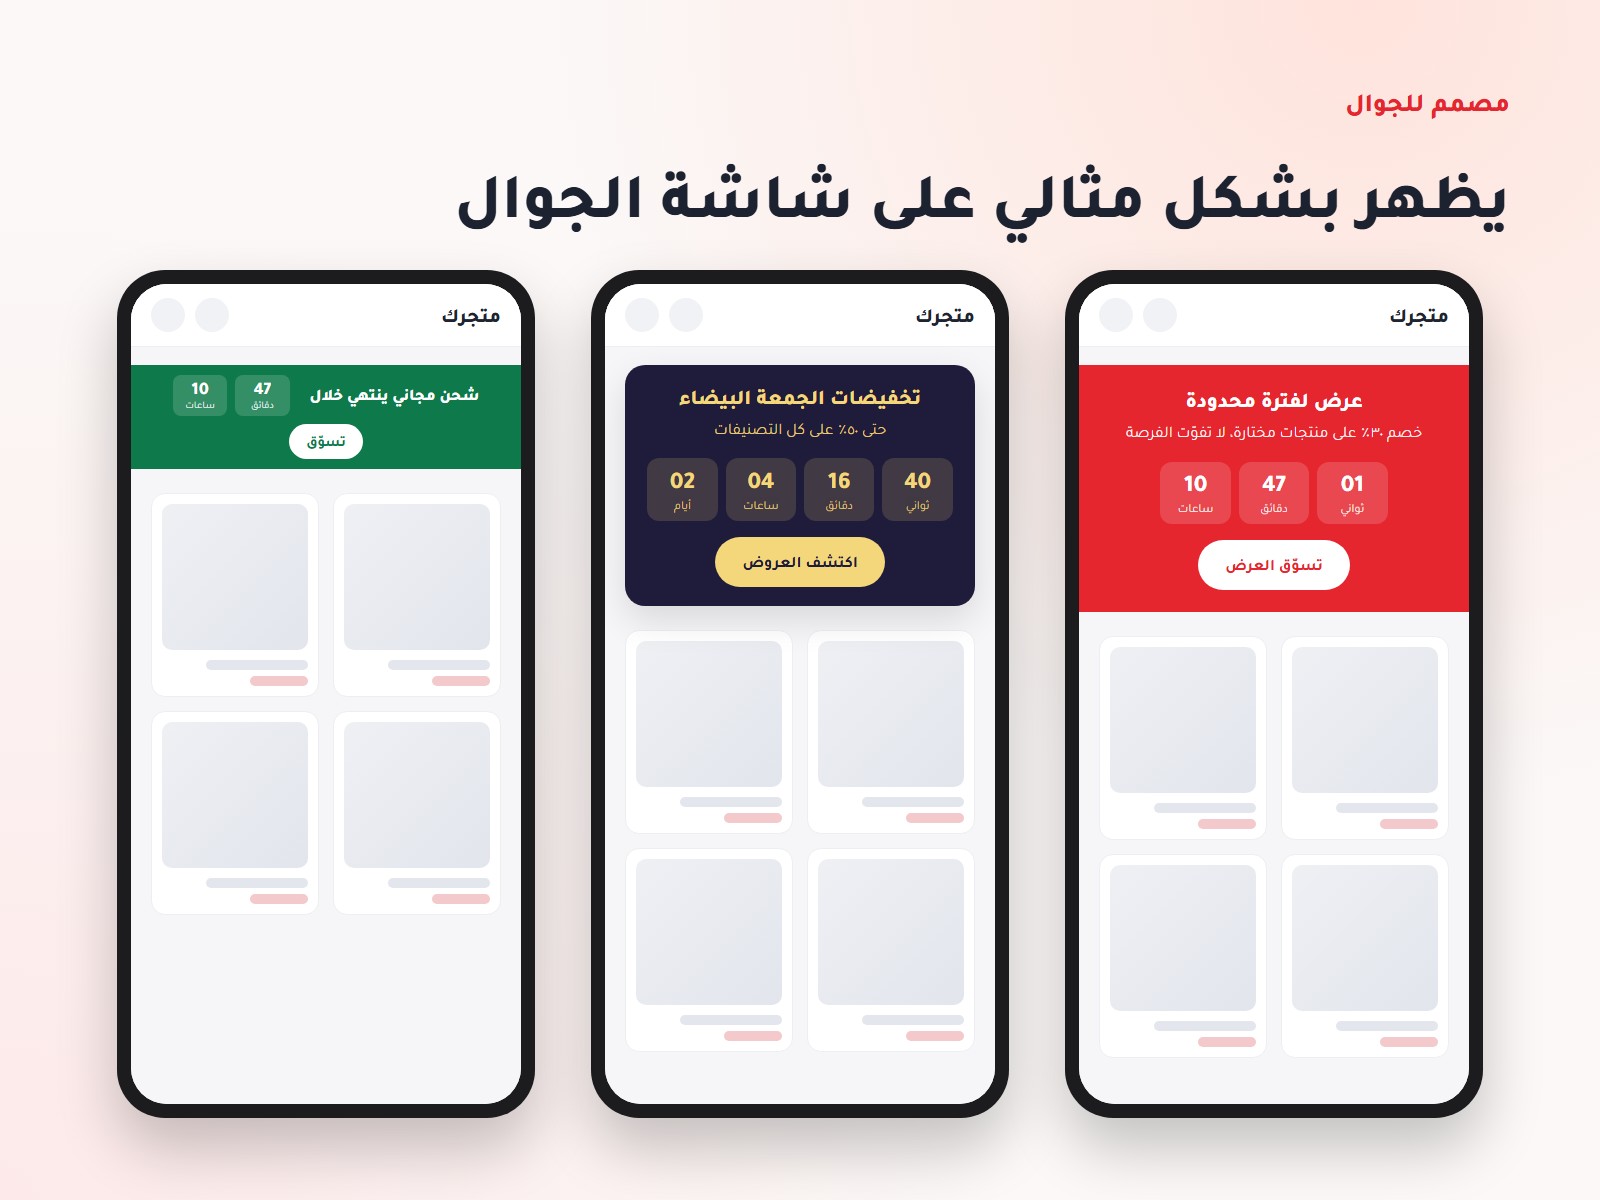 مصمم للجوال
يظهر بشكل مثالي على شاشة الجوال
متجرك
عرض لفترة محدودة
خصم ٣٠٪ على منتجات مختارة، لا تفوّت الفرصة
01 47 10
ثواني دقائق ساعات
تسوّق العرض
متجرك
تخفيضات الجمعة البيضاء
حتى ٥٠٪ على كل التصنيفات
40 16 04 02
ثواني دقائق ساعات أيام
اكتشف العروض
متجرك
شحن مجاني ينتهي خلال
47 10
دقائق ساعات
تسوّق